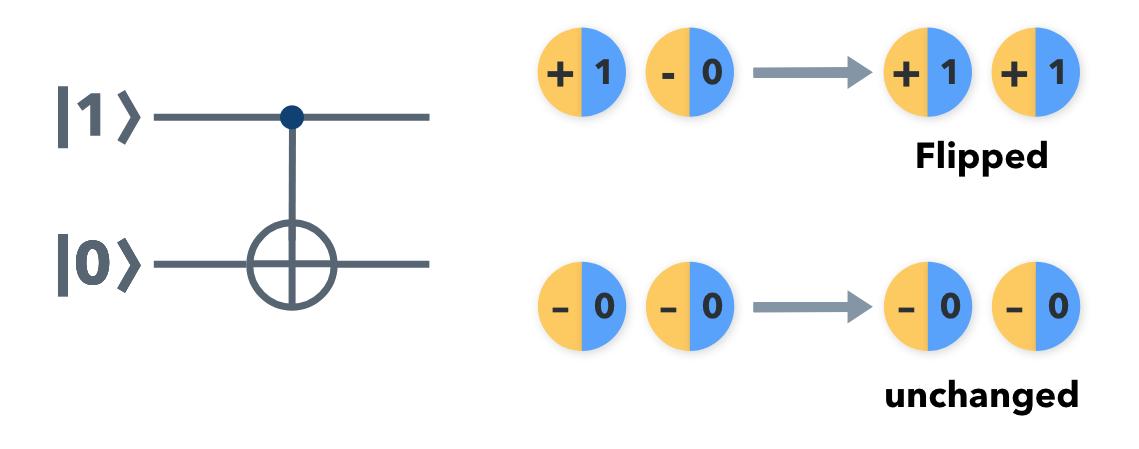 |1⟩
|0⟩
+ 1 - 0 + 1 + 1
Flipped
– 0 – 0 – 0 – 0
unchanged